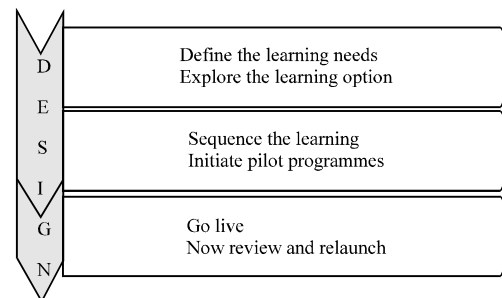 D
Define the learning needs
Explore the learning option
E
S
Sequence the learning
Initiate pilot programmes
I
G
Go live
Now review and relaunch
N